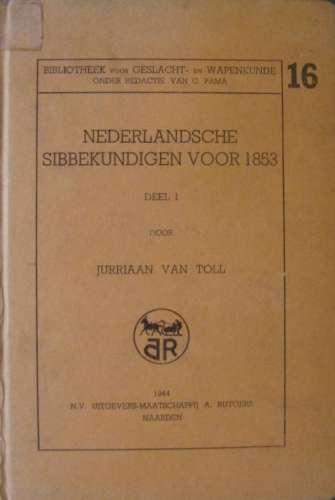 BIBLIOTHEEK VOOR GESLACHT- EN WAPENKUNDE
ONDER REDACTIE VAN C. PAMA
16
NEDERLANDSCHE
SIBBEKUNDIGEN VOOR 1853
DEEL I
DOOR
JURRIAAN VAN TOLL
AR
1944
N.V. UITGEVERS-MAATSCHAPPIJ A. RUTGERS
NAARDEN